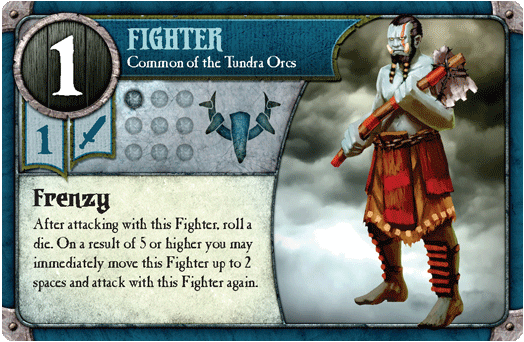 1
FIGHTER
Common of the Tundra Orcs
1
Frenzy
After attacking with this Fighter, roll a
die. On a result of 5 or higher you may
immediately move this Fighter up to 2
spaces and attack with this Fighter again.